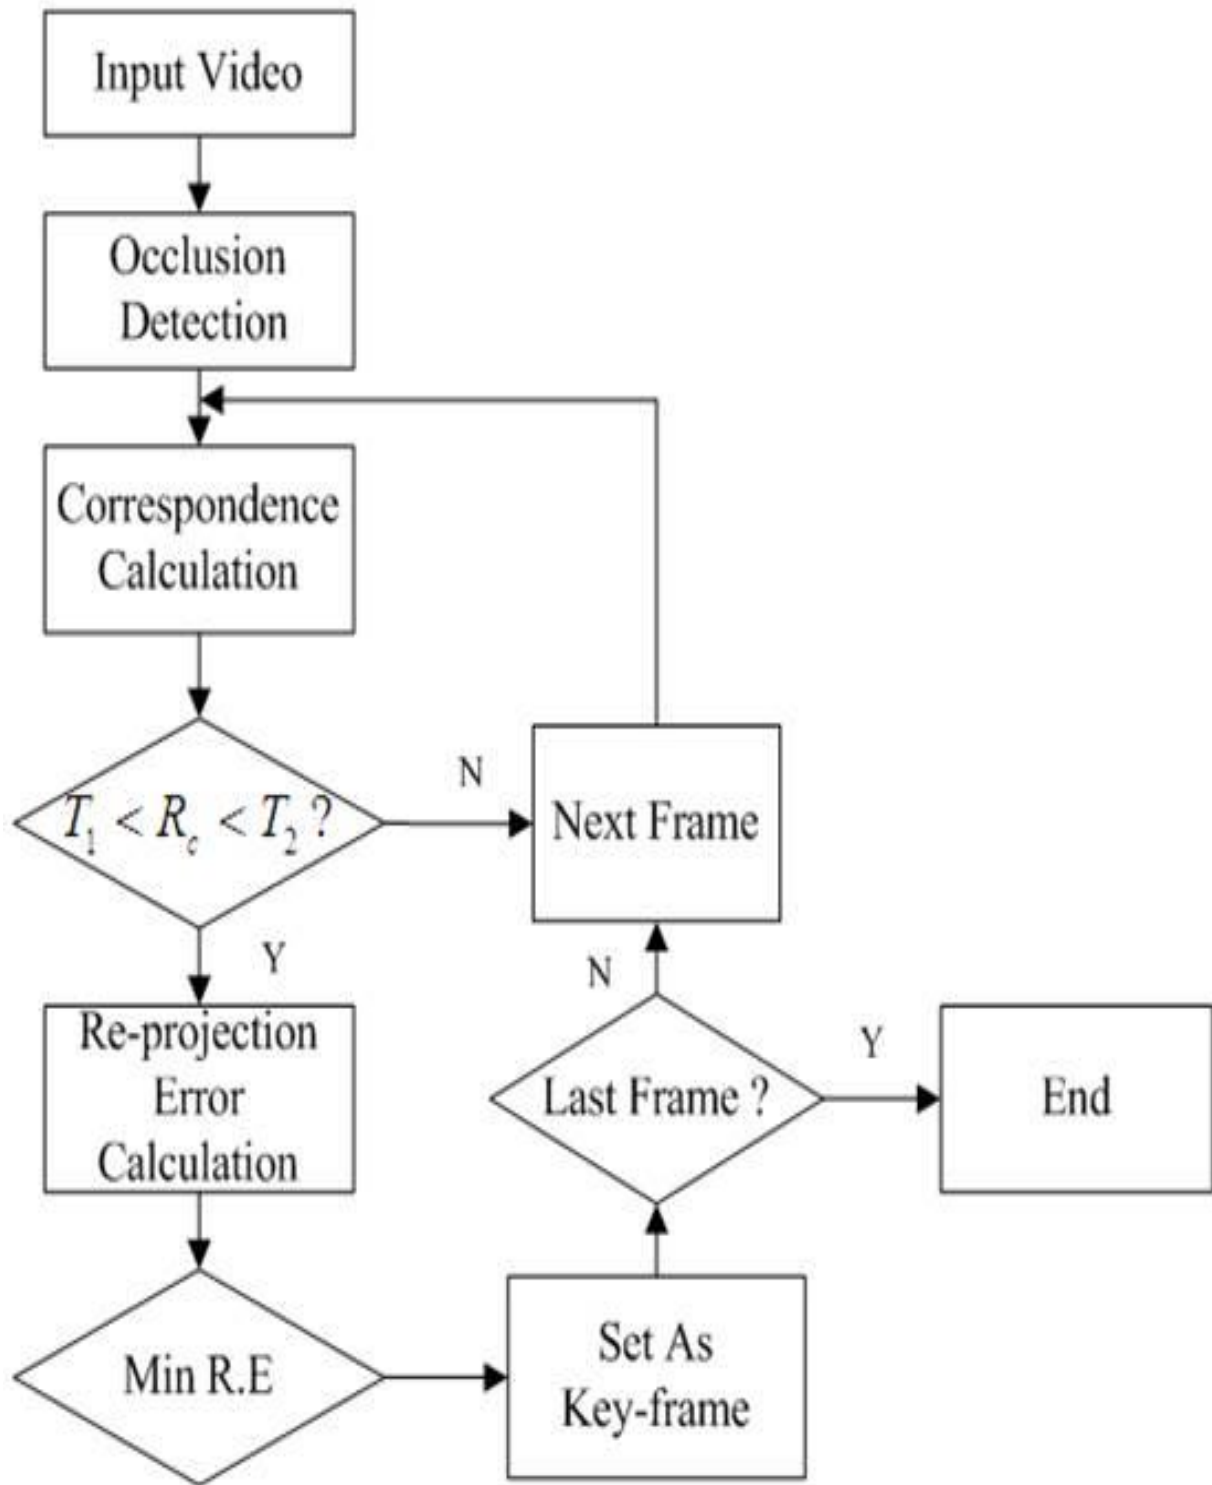 Input Video
Occlusion
Detection
Correspondence
Calculation
T₁ < R_c < T₂ ?
N
Next Frame
Y
N
Re-projection
Error
Calculation
Last Frame ?
Y
End
Min R.E
Set As
Key-frame